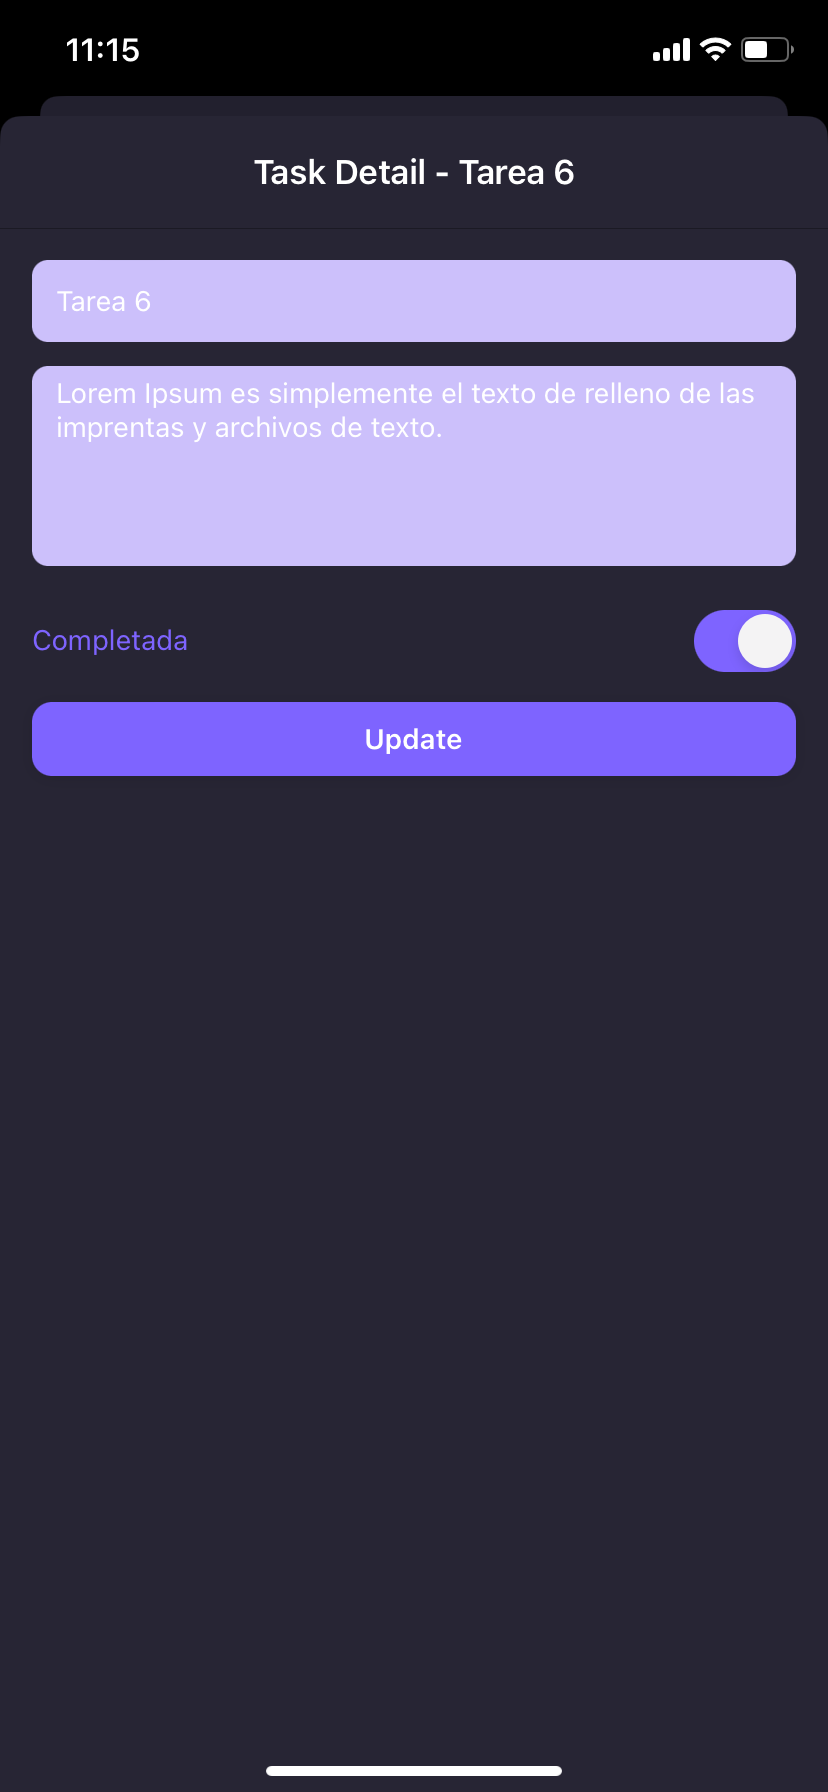 11:15
Task Detail - Tarea 6
Tarea 6
Lorem Ipsum es simplemente el texto de relleno de las
imprentas y archivos de texto.
Completada
Update